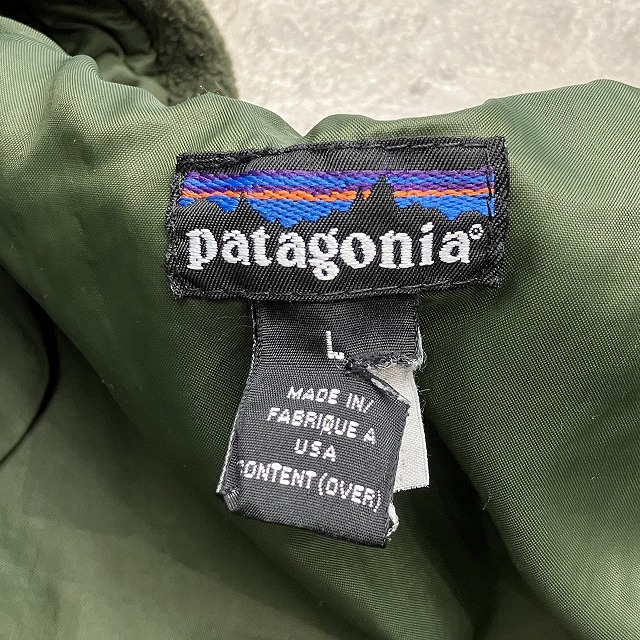 patagonia®
L
MADE IN/
FABRIQUE A
USA
CONTENT (OVER)